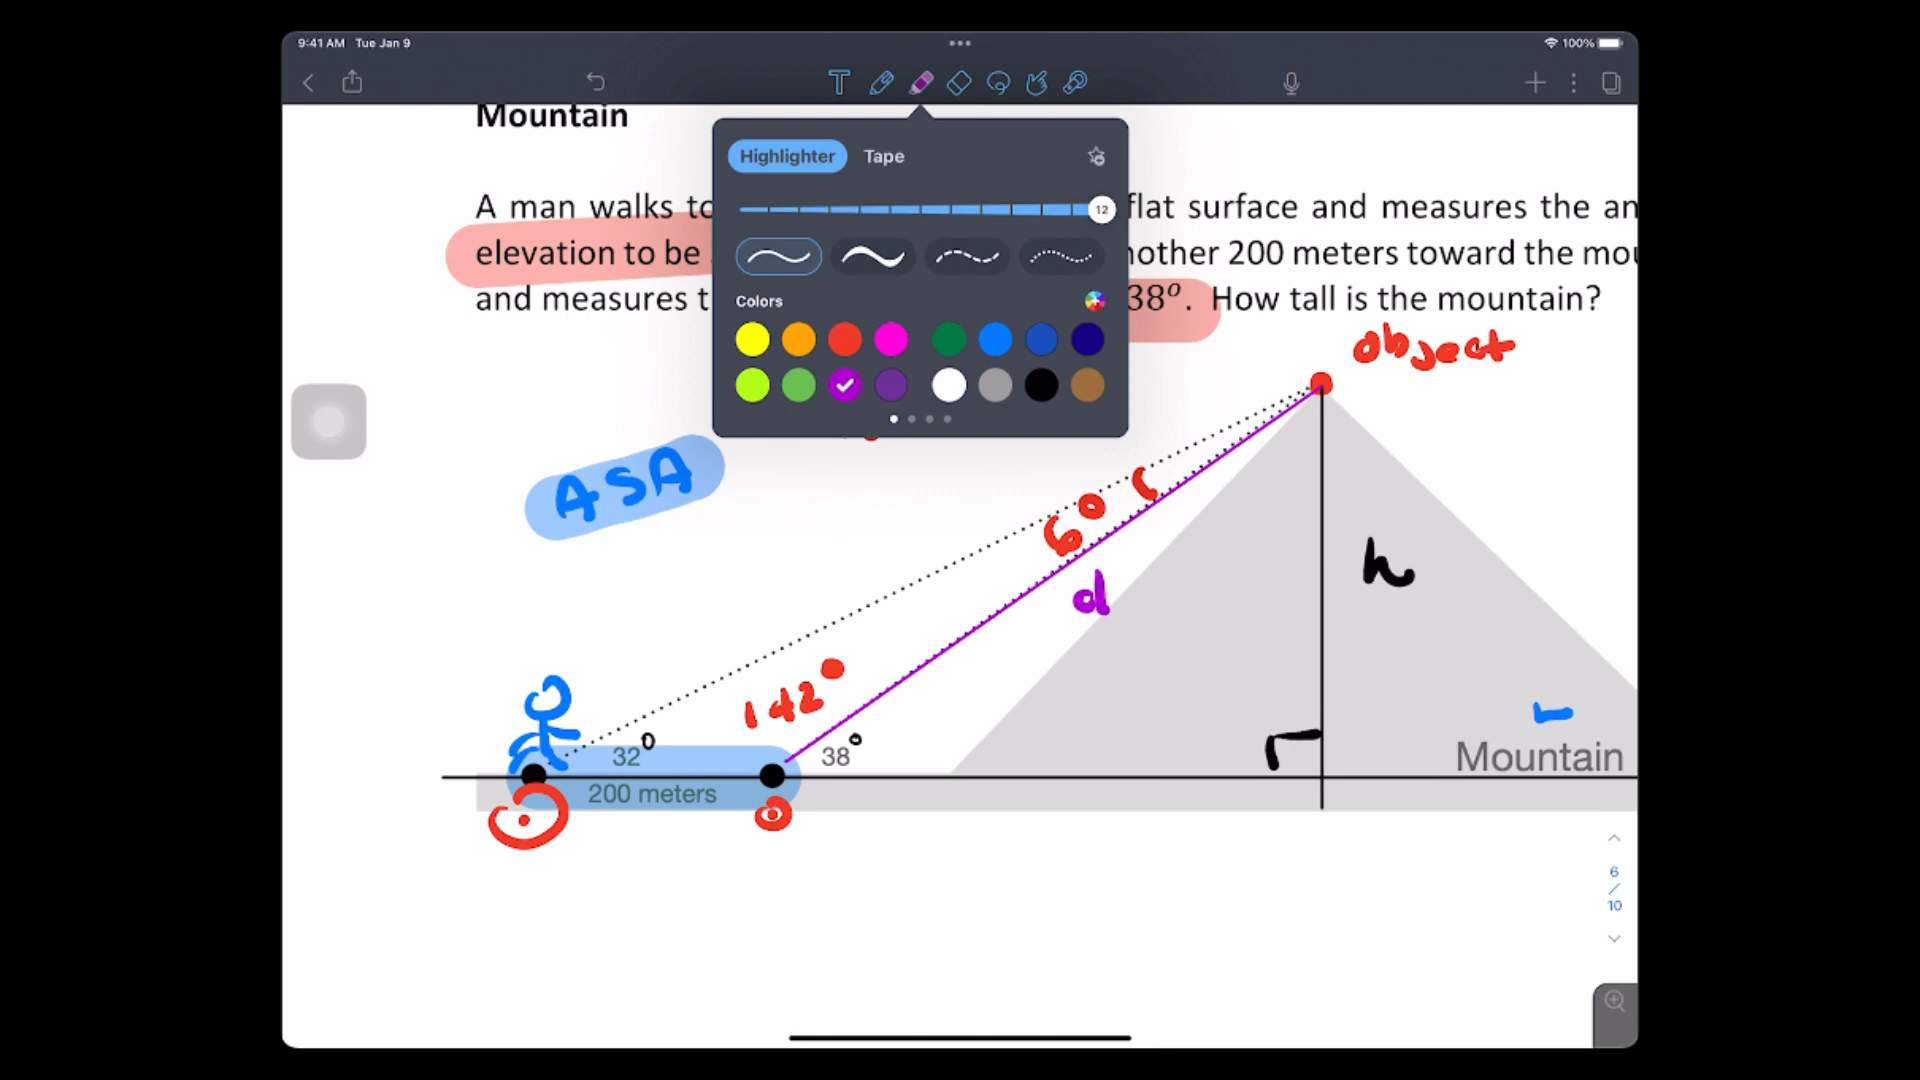 9:41 AM Tue Jan 9
100%
Mountain
Highlighter Tape
12
Colors
A man walks to flat surface and measures the an
elevation to be nother 200 meters toward the mou
and measures t 38°. How tall is the mountain?
object
ASA
6°
h
d
142°
32°
38°
Mountain
200 meters
6
/
10